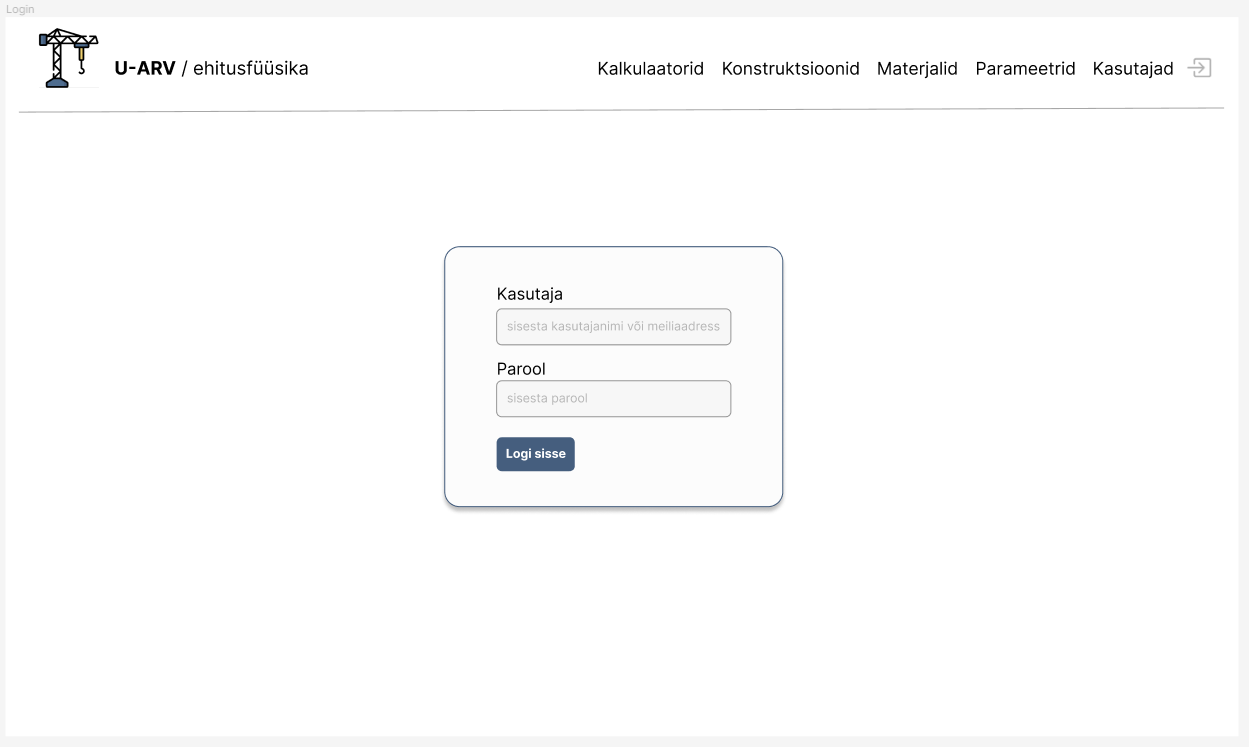 Login
U-ARV / ehitusfüüsika
Kalkulaatorid Konstruktsioonid Materjalid Parameetrid Kasutajad
Kasutaja
sisesta kasutajanimi või meiliaadress
Parool
sisesta parool
Logi sisse